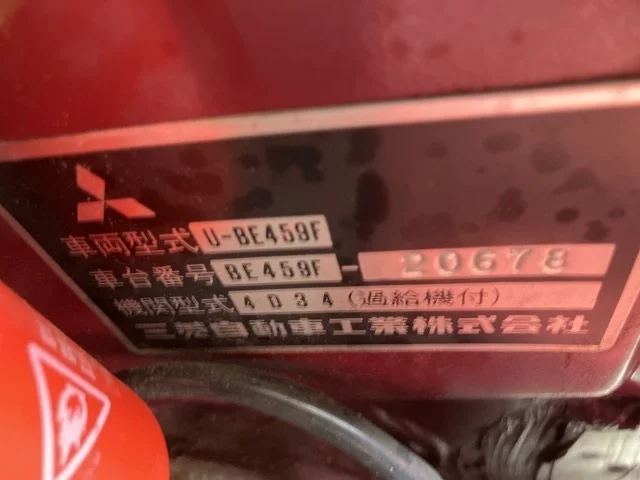 車両型式 U-BE459F
車台番号 BE459F-20678
機関型式 4D34(過給機付)
三菱自動車工業株式会社